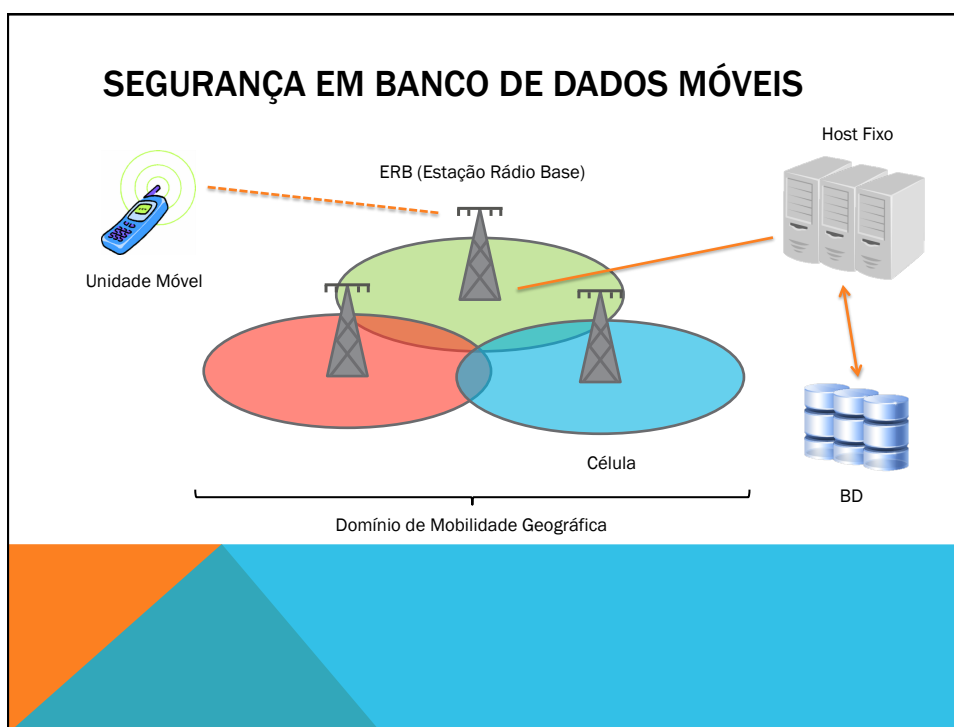 SEGURANÇA EM BANCO DE DADOS MÓVEIS
Host Fixo
ERB (Estação Rádio Base)
Unidade Móvel
Célula
BD
Domínio de Mobilidade Geográfica